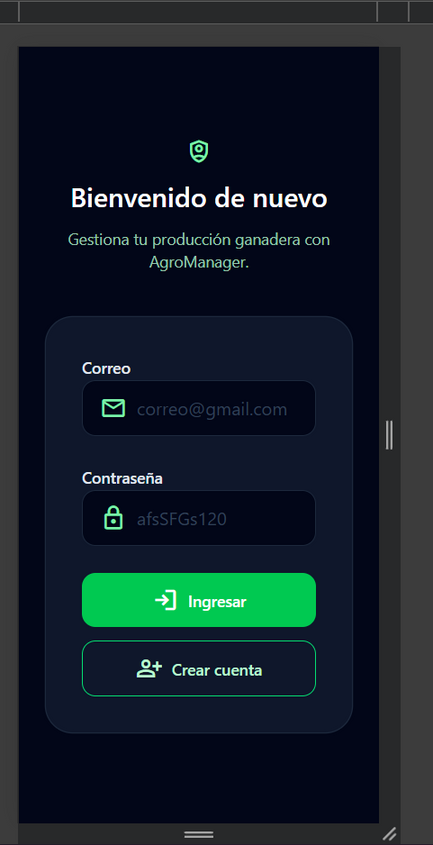 Bienvenido de nuevo
Gestiona tu producción ganadera con
AgroManager.
Correo
correo@gmail.com
Contraseña
afsSFGs120
Ingresar
Crear cuenta